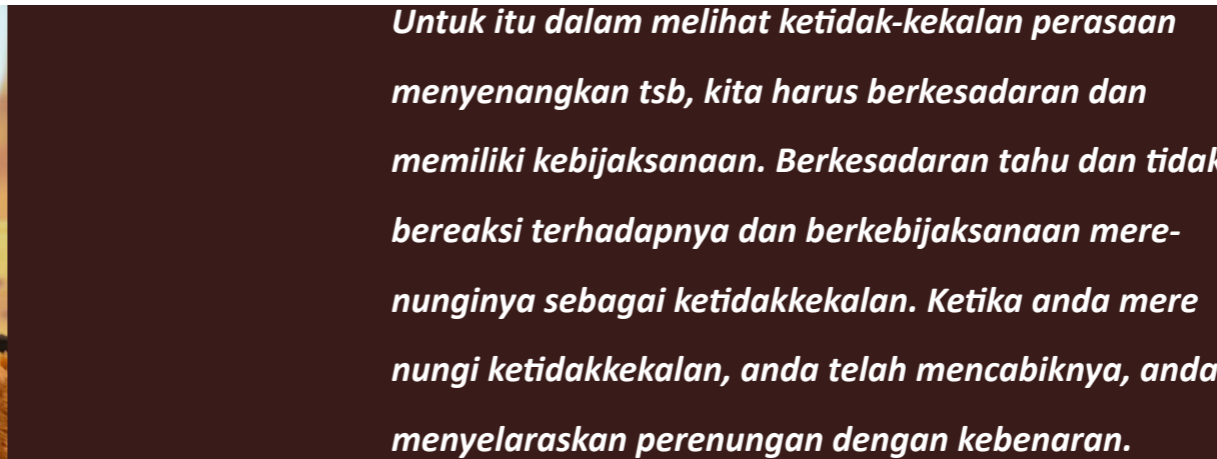 Untuk itu dalam melihat ketidak-kekalan perasaan
menyenangkan tsb, kita harus berkesadaran dan
memiliki kebijaksanaan. Berkesadaran tahu dan tidak
bereaksi terhadapnya dan berkebijaksanaan mere-
nunginya sebagai ketidakkekalan. Ketika anda mere
nungi ketidakkekalan, anda telah mencabiknya, anda
menyelaraskan perenungan dengan kebenaran.